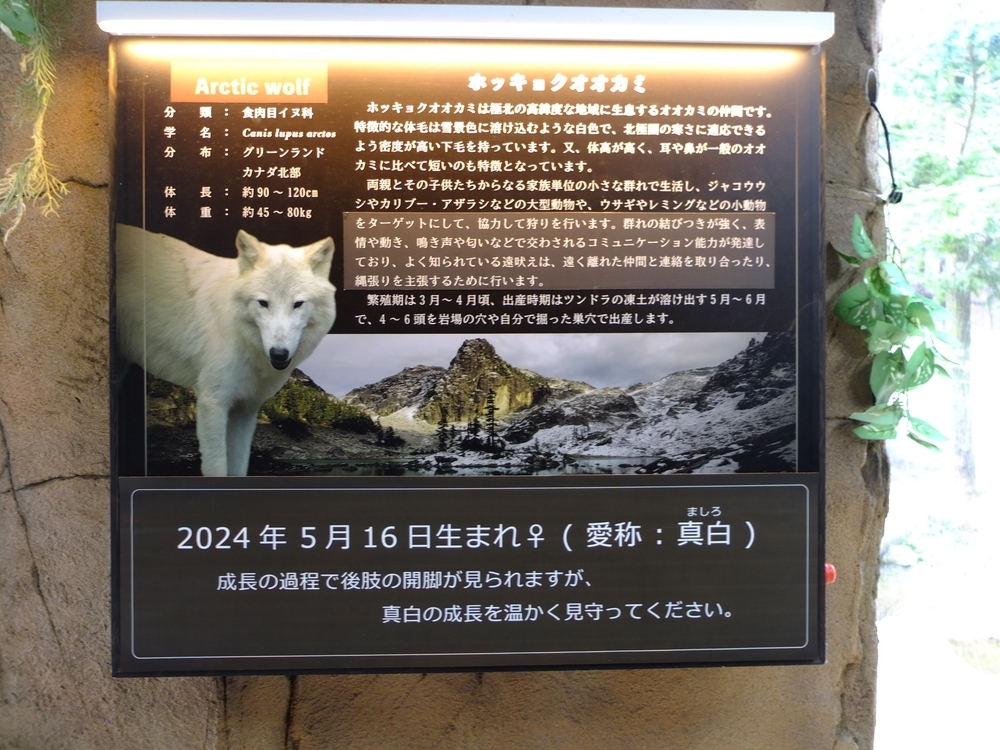 Arctic wolf
分類：食肉目イヌ科
学名：Canis lupus arctos
分布：グリーンランド
カナダ北部
体長：約90～120cm
体重：約45～80kg
ホッキョクオオカミ
ホッキョクオオカミは極北の高緯度な地域に生息するオオカミの仲間です。
特徴的な体毛は雪景色に溶け込むような白色で、北極圏の寒さに適応できる
よう密度が高い下毛を持っています。又、体高が高く、耳や鼻が一般のオオ
カミに比べて短いのも特徴となっています。
両親とその子供たちからなる家族単位の小さな群れで生活し、ジャコウウ
シやカリブー・アザラシなどの大型動物や、ウサギやレミングなどの小動物
をターゲットにして、協力して狩りを行います。群れの結びつきが強く、表
情や動き、鳴き声や匂いなどで交わされるコミュニケーション能力が発達し
ており、よく知られている遠吠えは、遠く離れた仲間と連絡を取り合ったり、
縄張りを主張するために行います。
繁殖期は3月～4月頃、出産時期はツンドラの凍土が溶け出す5月～6月
で、4～6頭を岩場の穴や自分で掘った巣穴で出産します。
2024年5月16日生まれ♀(愛称：真白)
ましろ
成長の過程で後肢の開脚が見られますが、
真白の成長を温かく見守ってください。